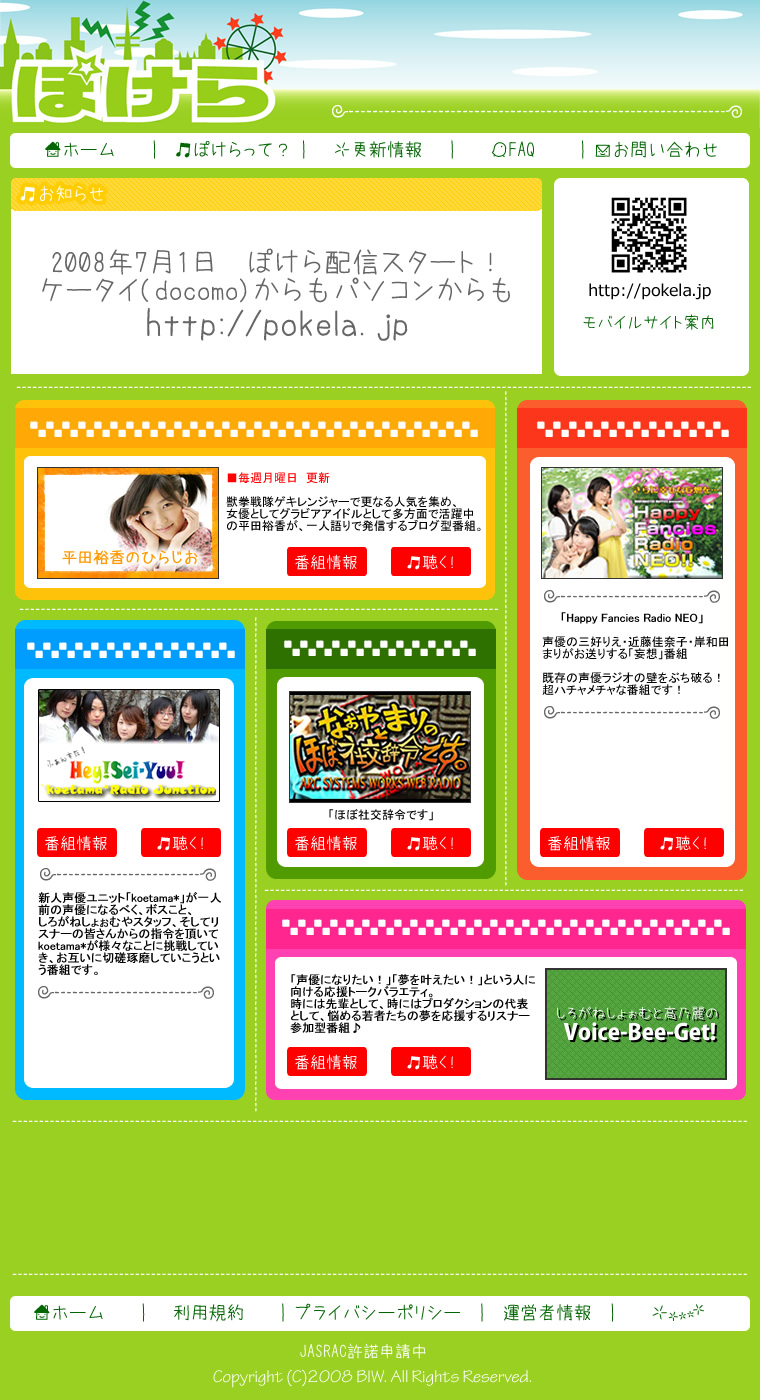 ぽけら
ホーム
ぽけらって？
更新情報
FAQ
お問い合わせ
お知らせ
2008年7月1日　ぽけら配信スタート！
ケータイ(docomo)からもパソコンからも
http://pokela.jp
http://pokela.jp
モバイルサイト案内
平田裕香のひらじお
■毎週月曜日　更新
獣拳戦隊ゲキレンジャーで更なる人気を集め、
女優としてグラビアアイドルとして多方面で活躍中
の平田裕香が、一人語りで発信するブログ型番組。
番組情報
聴く!
Happy
Fancies
Radio
NEO!!
「Happy Fancies Radio NEO」
声優の三好りえ・近藤佳奈子・岸和田
まりがお送りする「妄想」番組
既存の声優ラジオの壁をぶち破る！
超ハチャメチャな番組です！
番組情報
聴く!
Hey!Sei-Yuu!
Koetama*Radio Junction
番組情報
聴く!
新人声優ユニット「koetama*」が一人
前の声優になるべく、ボスこと、
しろがねしょぉむやスタッフ、そしてリ
スナーの皆さんからの指令を頂いて
koetama*が様々なことに挑戦してい
き、お互いに切磋琢磨していこうとい
う番組です。
なぁやとまりの
ほぼ社交辞令です。
ARC SYSTEM WORKS WEB RADIO
「ほぼ社交辞令です」
番組情報
聴く!
「声優になりたい！」「夢を叶えたい！」という人に
向ける応援トークバラエティ。
時には先輩として、時にはプロダクションの代表
として、悩める若者たちの夢を応援するリスナー
参加型番組♪
番組情報
聴く!
しろがねしょぉむと高乃麗の
Voice-Bee-Get!
ホーム
利用規約
プライバシーポリシー
運営者情報
JASRAC許諾申請中
Copyright (C)2008 BIW. All Rights Reserved.